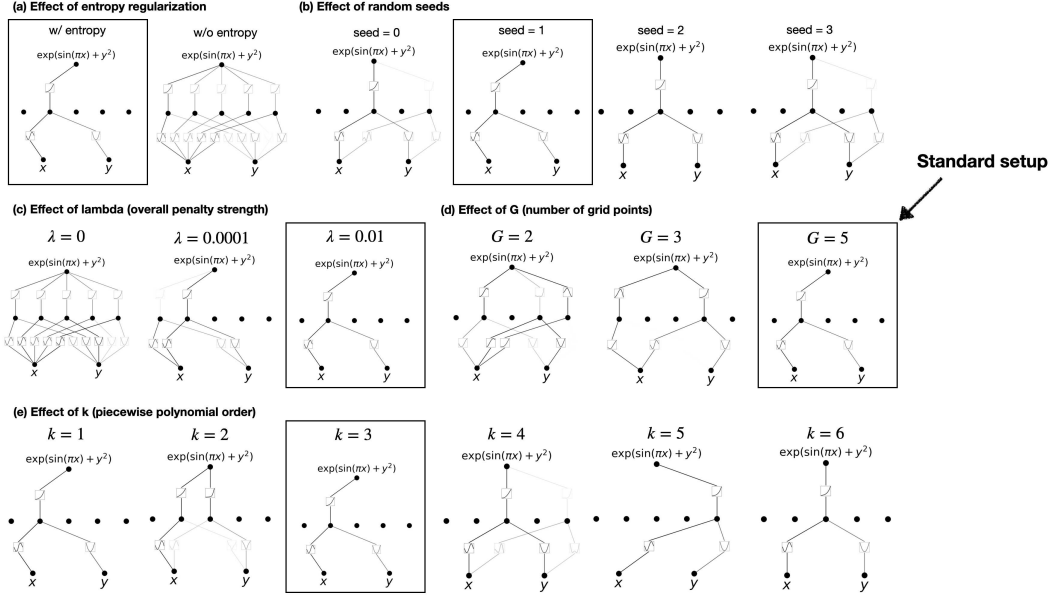 (a) Effect of entropy regularization
(b) Effect of random seeds
w/ entropy
w/o entropy
seed = 0
seed = 1
seed = 2
seed = 3
exp(sin(πx) + y²)
exp(sin(πx) + y²)
exp(sin(πx) + y²)
exp(sin(πx) + y²)
exp(sin(πx) + y²)
exp(sin(πx) + y²)
x y
x y
x y
x y
x y
x y
Standard setup
(c) Effect of lambda (overall penalty strength)
(d) Effect of G (number of grid points)
λ = 0
λ = 0.0001
λ = 0.01
G = 2
G = 3
G = 5
exp(sin(πx) + y²)
exp(sin(πx) + y²)
exp(sin(πx) + y²)
exp(sin(πx) + y²)
exp(sin(πx) + y²)
exp(sin(πx) + y²)
x y
x y
x y
x y
x y
x y
(e) Effect of k (piecewise polynomial order)
k = 1
k = 2
k = 3
k = 4
k = 5
k = 6
exp(sin(πx) + y²)
exp(sin(πx) + y²)
exp(sin(πx) + y²)
exp(sin(πx) + y²)
exp(sin(πx) + y²)
exp(sin(πx) + y²)
x y
x y
x y
x y
x y
x y